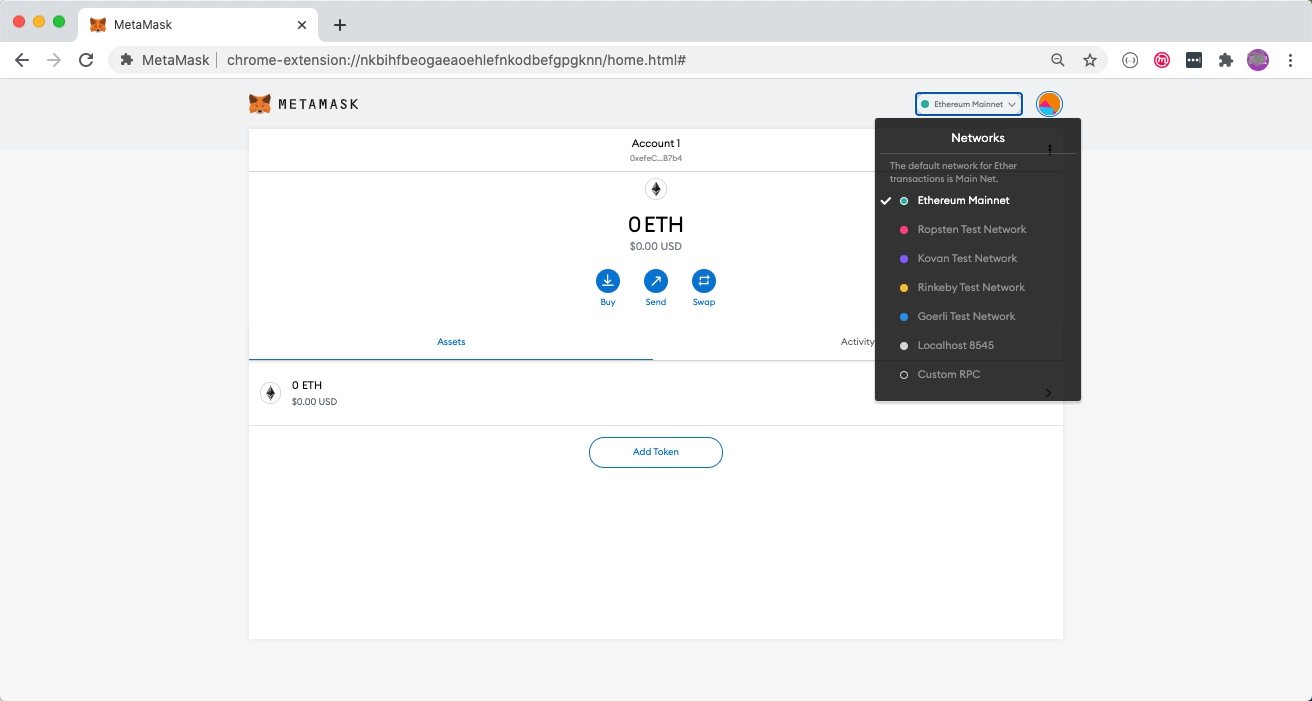 MetaMask
MetaMask
chrome-extension://nkbihfbeogaeaoehlefnkodbefgpgknn/home.html#
METAMASK
Ethereum Mainnet
Account 1
0xefeC...B7b4
0 ETH
$0.00 USD
Buy
Send
Swap
Assets
Activity
0 ETH
$0.00 USD
Add Token
Networks
The default network for Ether
transactions is Main Net.
Ethereum Mainnet
Ropsten Test Network
Kovan Test Network
Rinkeby Test Network
Goerli Test Network
Localhost 8545
Custom RPC